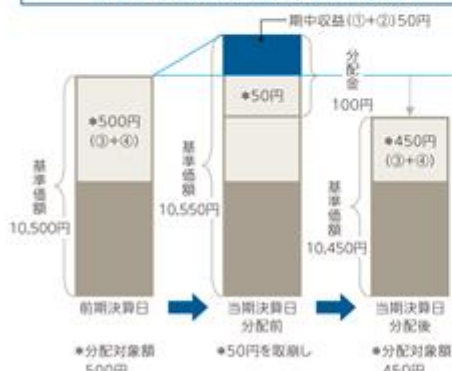 期中収益(①+②)50円
分配金
100円
*500円
(③+④)
*50円
*450円
(③+④)
基準価額
10,500円
基準価額
10,550円
基準価額
10,450円
前期決算日
当期決算日
分配前
当期決算日
分配後
*分配対象額
500円
*50円を取崩し
*分配対象額
450円